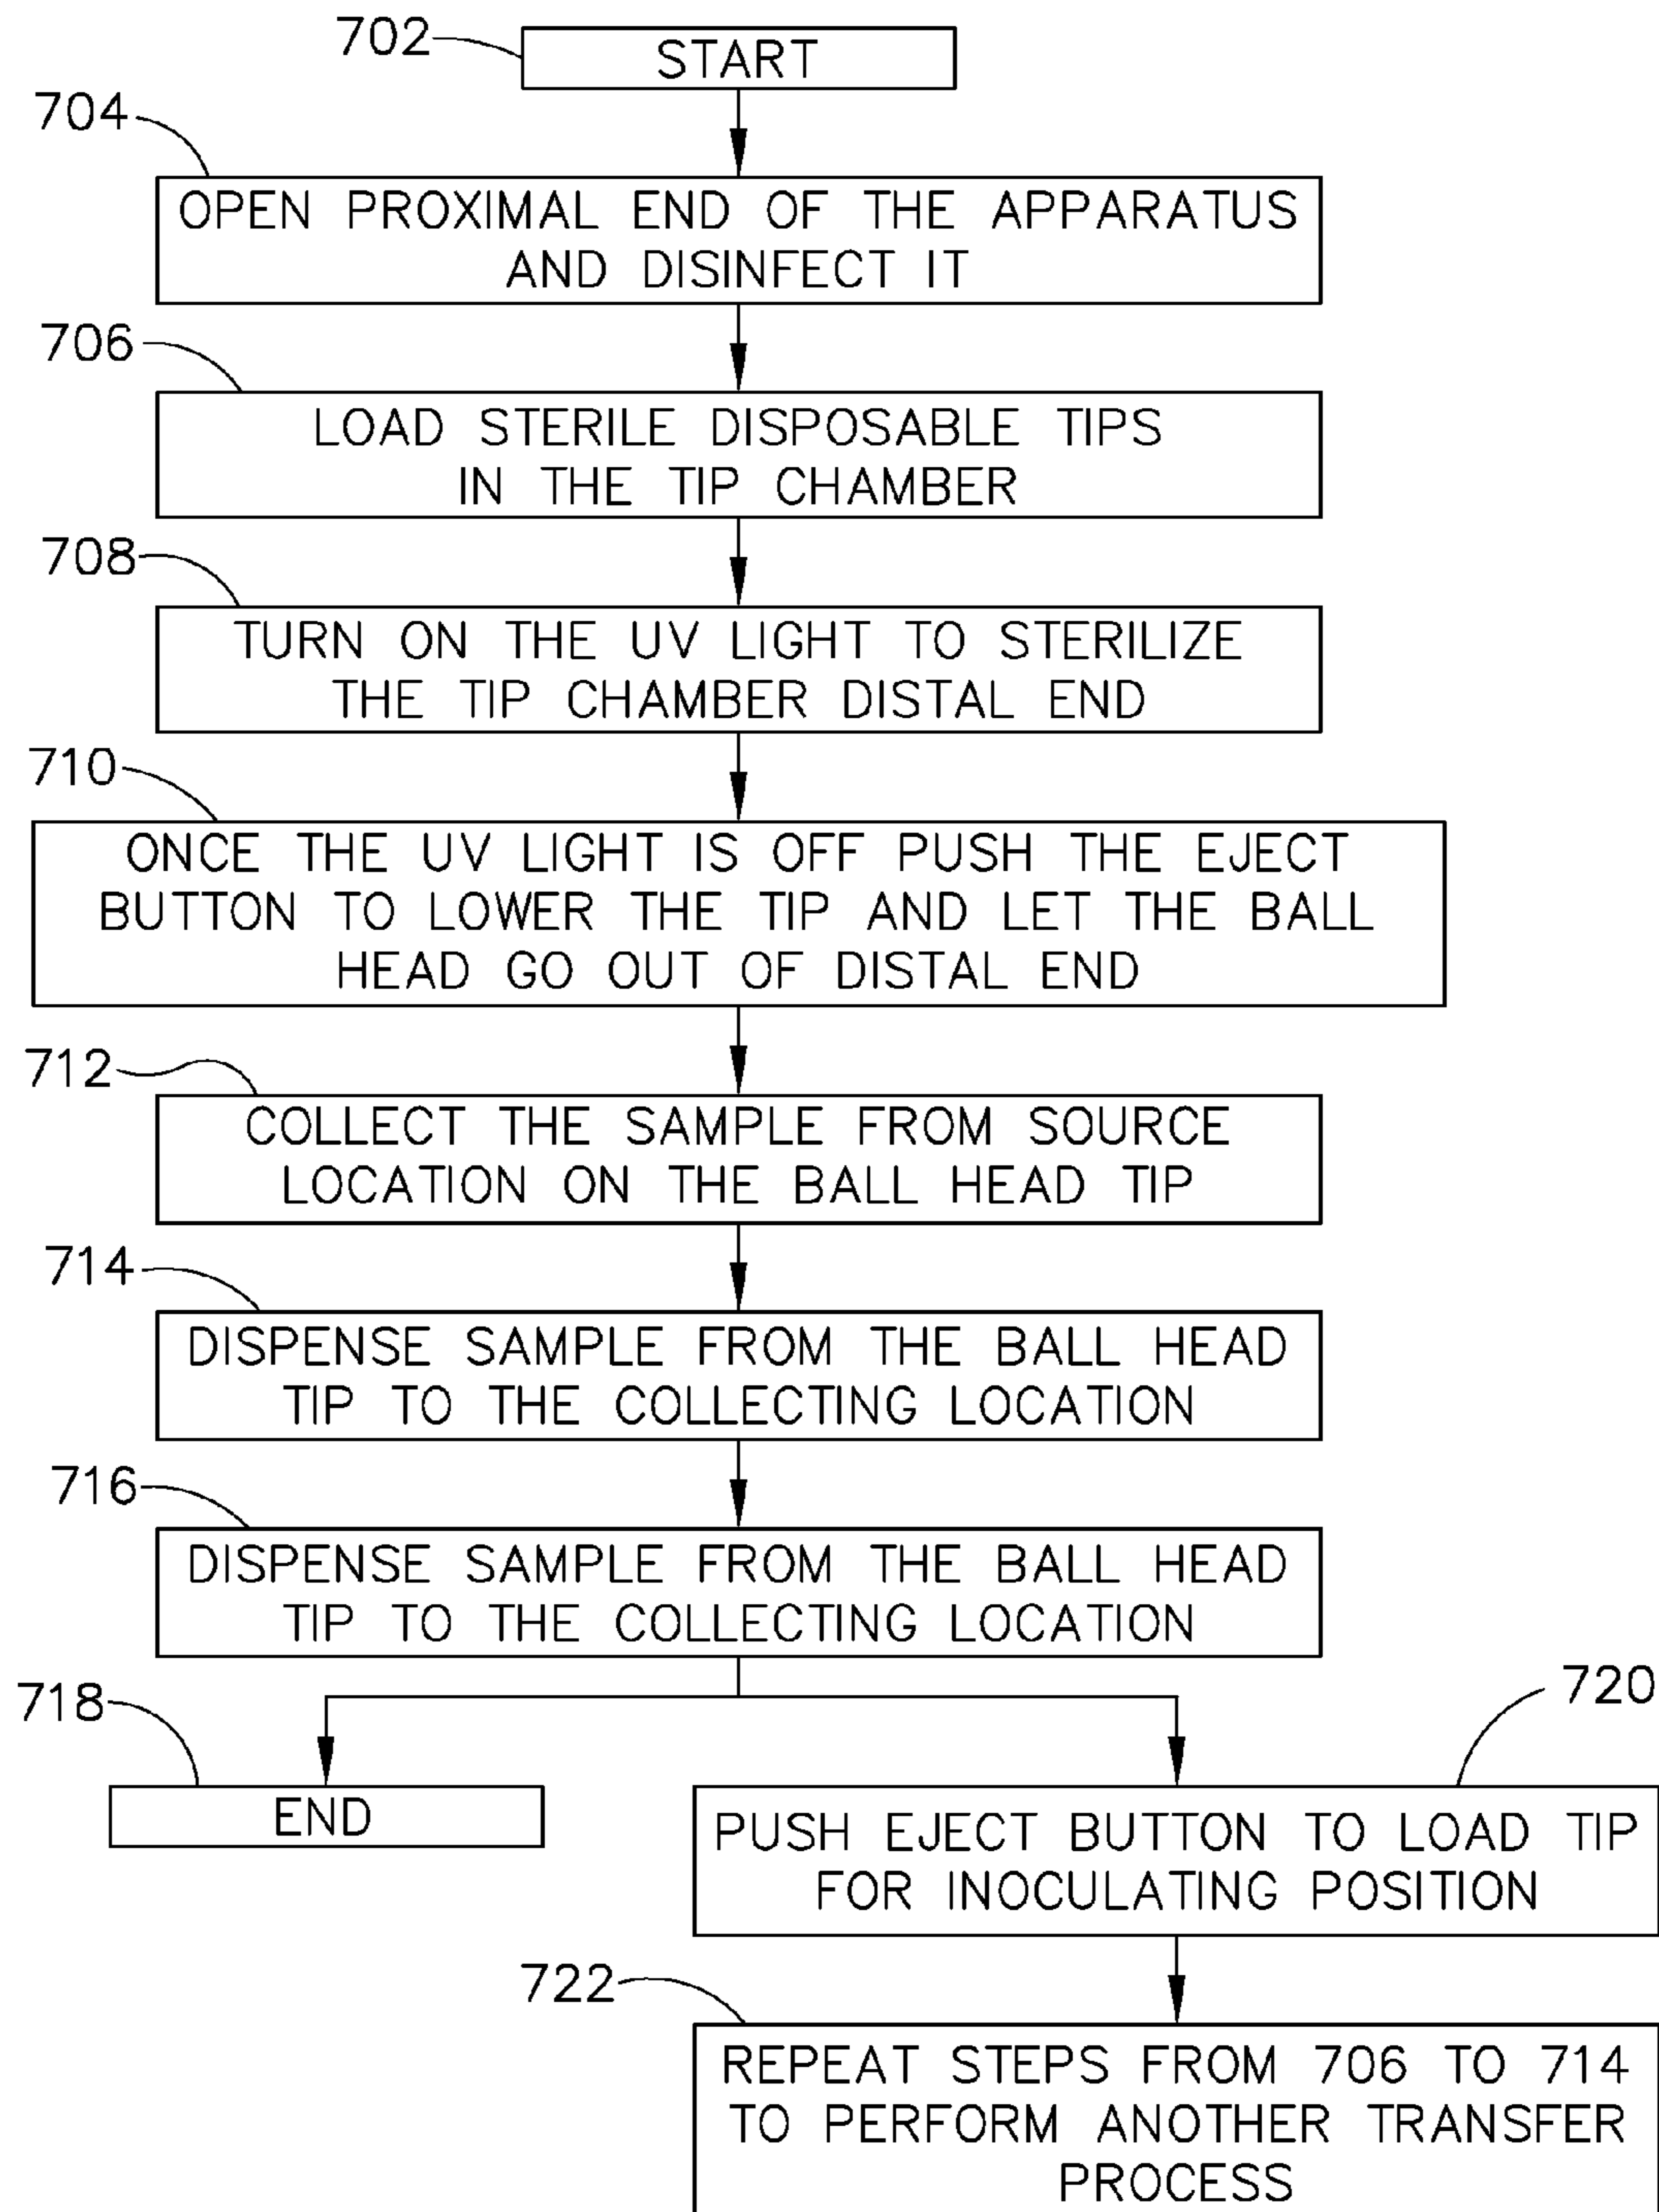 702
START
704
OPEN PROXIMAL END OF THE APPARATUS
AND DISINFECT IT
706
LOAD STERILE DISPOSABLE TIPS
IN THE TIP CHAMBER
708
TURN ON THE UV LIGHT TO STERILIZE
THE TIP CHAMBER DISTAL END
710
ONCE THE UV LIGHT IS OFF PUSH THE EJECT
BUTTON TO LOWER THE TIP AND LET THE BALL
HEAD GO OUT OF DISTAL END
712
COLLECT THE SAMPLE FROM SOURCE
LOCATION ON THE BALL HEAD TIP
714
DISPENSE SAMPLE FROM THE BALL HEAD
TIP TO THE COLLECTING LOCATION
716
DISPENSE SAMPLE FROM THE BALL HEAD
TIP TO THE COLLECTING LOCATION
718
END
720
PUSH EJECT BUTTON TO LOAD TIP
FOR INOCULATING POSITION
722
REPEAT STEPS FROM 706 TO 714
TO PERFORM ANOTHER TRANSFER
PROCESS